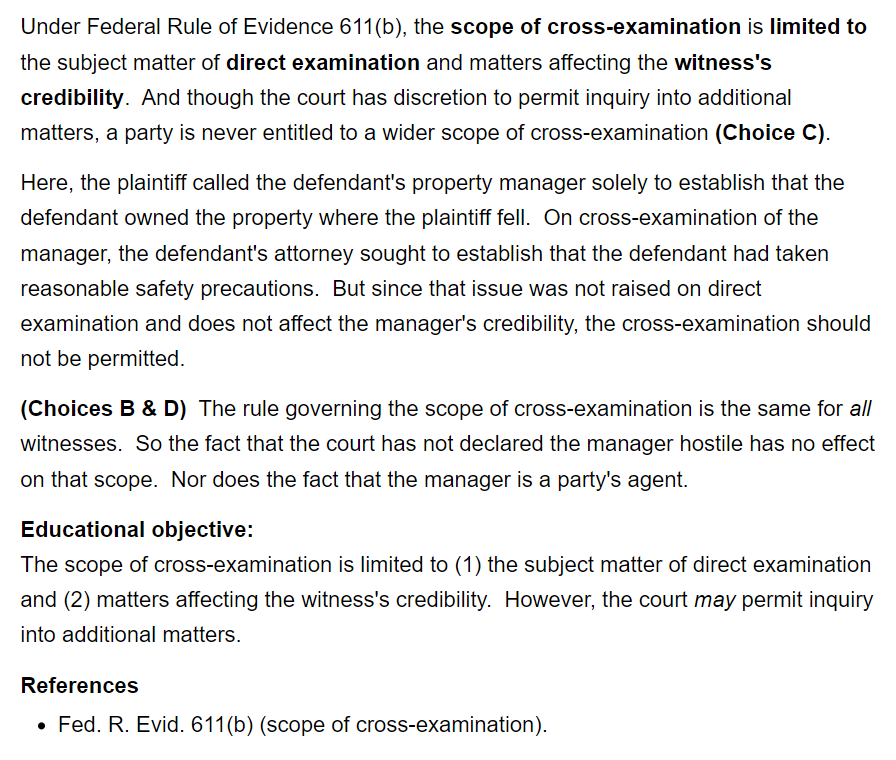 Under Federal Rule of Evidence 611(b), the scope of cross-examination is limited to
the subject matter of direct examination and matters affecting the witness's
credibility.  And though the court has discretion to permit inquiry into additional
matters, a party is never entitled to a wider scope of cross-examination (Choice C).
Here, the plaintiff called the defendant's property manager solely to establish that the
defendant owned the property where the plaintiff fell.  On cross-examination of the
manager, the defendant's attorney sought to establish that the defendant had taken
reasonable safety precautions.  But since that issue was not raised on direct
examination and does not affect the manager's credibility, the cross-examination should
not be permitted.
(Choices B & D)  The rule governing the scope of cross-examination is the same for all
witnesses.  So the fact that the court has not declared the manager hostile has no effect
on that scope.  Nor does the fact that the manager is a party's agent.
Educational objective:
The scope of cross-examination is limited to (1) the subject matter of direct examination
and (2) matters affecting the witness's credibility.  However, the court may permit inquiry
into additional matters.
References
• Fed. R. Evid. 611(b) (scope of cross-examination).